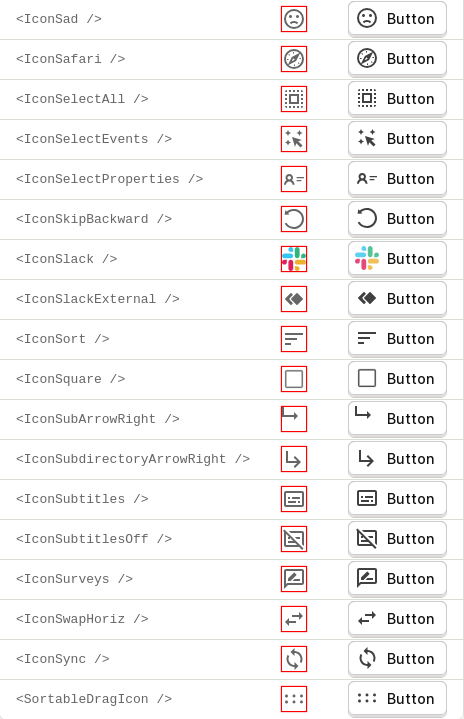 <IconSad /> Button
<IconSafari /> Button
<IconSelectAll /> Button
<IconSelectEvents /> Button
<IconSelectProperties /> Button
<IconSkipBackward /> Button
<IconSlack /> Button
<IconSlackExternal /> Button
<IconSort /> Button
<IconSquare /> Button
<IconSubArrowRight /> Button
<IconSubdirectoryArrowRight /> Button
<IconSubtitles /> Button
<IconSubtitlesOff /> Button
<IconSurveys /> Button
<IconSwapHoriz /> Button
<IconSync /> Button
<SortableDragIcon /> Button